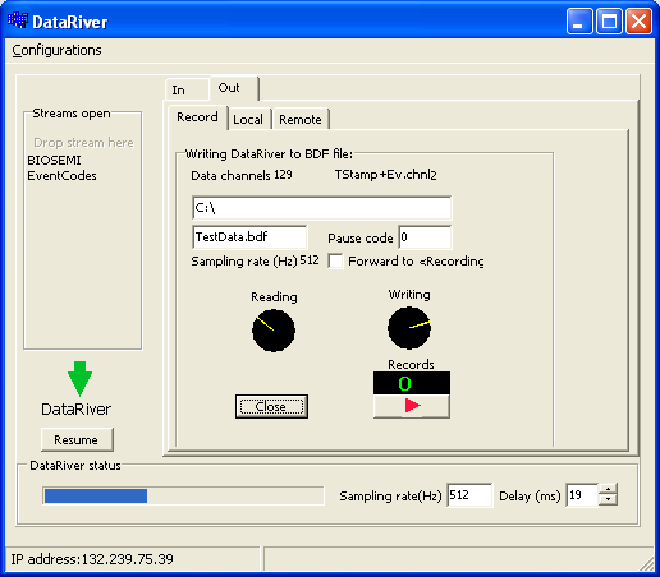 DataRiver
Configurations
In
Out
Streams open
Drop stream here
BIOSEMI
EventCodes
Record
Local
Remote
Writing DataRiver to BDF file:
Data channels 129
TStamp+Ev.chnl2
C:\
TestData.bdf
Pause code 0
Sampling rate (Hz) 512
Forward to <Recording
Reading
Writing
Records
0
Close
DataRiver
Resume
DataRiver status
Sampling rate(Hz) 512
Delay (ms) 19
IP address:132.239.75.39